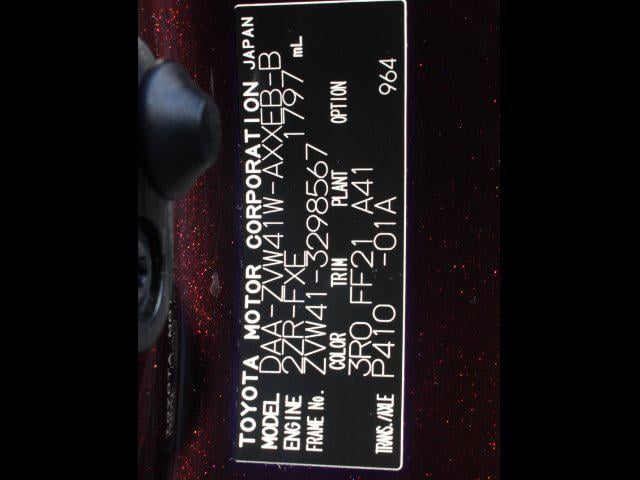 TOYOTA MOTOR CORPORATION JAPAN
MODEL DAA-ZVW41W-AXXEB-B
ENGINE 2ZR-FXE 1797 mL
FRAME No. ZVW41-3298567
COLOR TRIM PLANT OPTION
3R0 FF21 A41
TRANS./AXLE P410 -01A 964